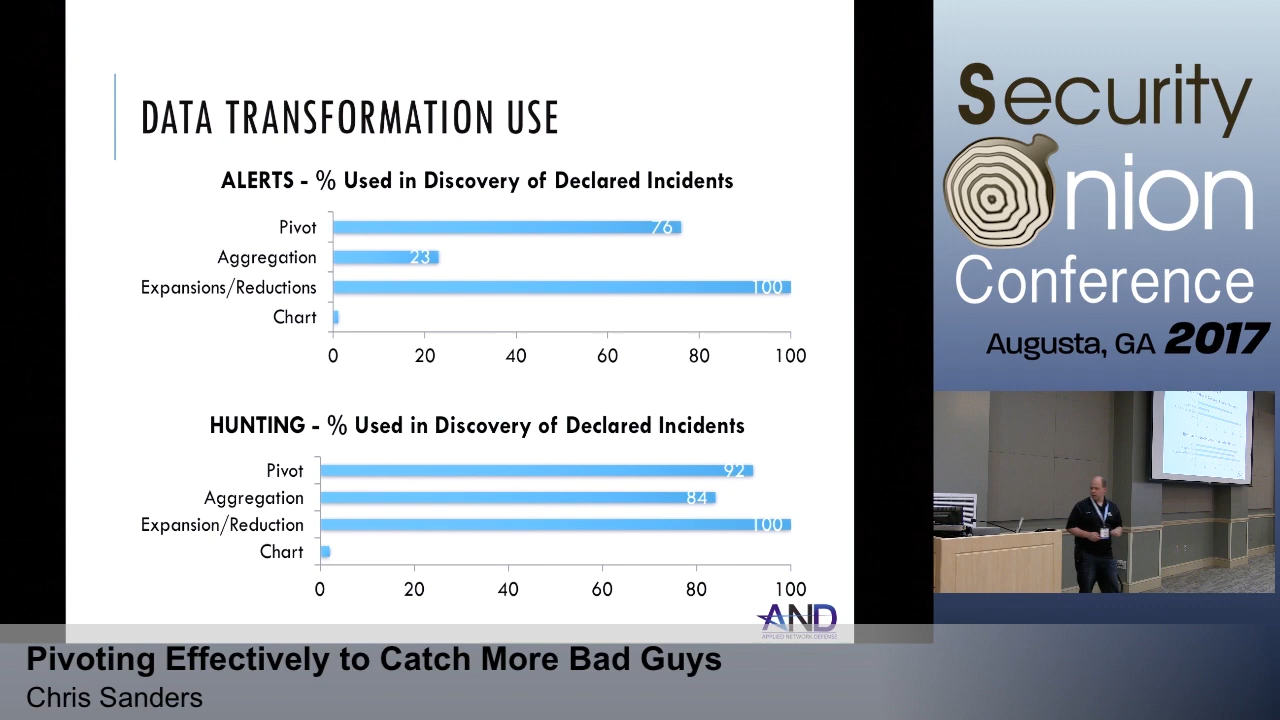 DATA TRANSFORMATION USE
ALERTS - % Used in Discovery of Declared Incidents
Pivot 76
Aggregation 23
Expansions/Reductions 100
Chart
0 20 40 60 80 100
HUNTING - % Used in Discovery of Declared Incidents
Pivot 92
Aggregation 84
Expansion/Reduction 100
Chart
0 20 40 60 80 100
AND
APPLIED NETWORK DEFENSE
Security
Onion
Conference
Augusta, GA 2017
Pivoting Effectively to Catch More Bad Guys
Chris Sanders